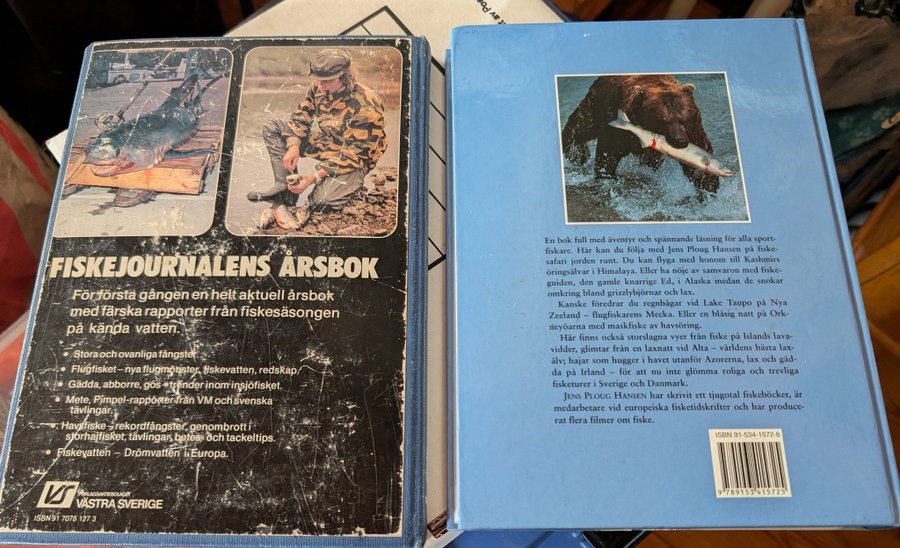 t av Pos
FISKEJOURNALENS ÅRSBOK
För första gången en helt aktuell årsbok
med färska rapporter från fiskesäsongen
på kända vatten.
• Stora och ovanliga fångster.
• Flugfisket – nya flugmönster, fiskevatten, redskap.
• Gädda, abborre, gös – trender inom insjöfisket.
• Mete, Pimpel-rapporter från VM och svenska
tävlingar.
• Havsfiske – rekordfångster, genombrott i
storhajfisket, tävlingar, betes- och tackeltips.
• Fiskevatten – Drömvatten i Europa.
VS
FÖRLAGSAKTIEBOLAGET
VÄSTRA SVERIGE
ISBN 91 7078 127 3
En bok full med äventyr och spännande läsning för alla sport-
fiskare. Här kan du följa med Jens Ploug Hansen på fiske-
safari jorden runt. Du kan flyga med honom till Kashmirs
öringsälvar i Himalaya. Eller ha nöje av samvaron med fiske-
guiden, den gamle knarrige Ed, i Alaska medan de snokar
omkring bland grizzlybjörnar och lax.
Kanske föredrar du regnbågar vid Lake Taupo på Nya
Zeeland – flugfiskarens Mecka. Eller en blåsig natt på Ork-
neyöarna med maskfiske av havsöring.
Här finns också storslagna vyer från fiske på Islands lava-
vidder, glimtar från en laxnatt vid Alta – världens bästa lax-
älv; hajar som hugger i havet utanför Azorerna, lax och gäd-
da på Irland – för att nu inte glömma roliga och trevliga
fisketurer i Sverige och Danmark.
JENS PLOUG HANSEN har skrivit ett tjugotal fiskeböcker, är
medarbetare vid europeiska fisketidskrifter och har produce-
rat flera filmer om fiske.
ISBN 91-534-1572-8
9 789153 415725